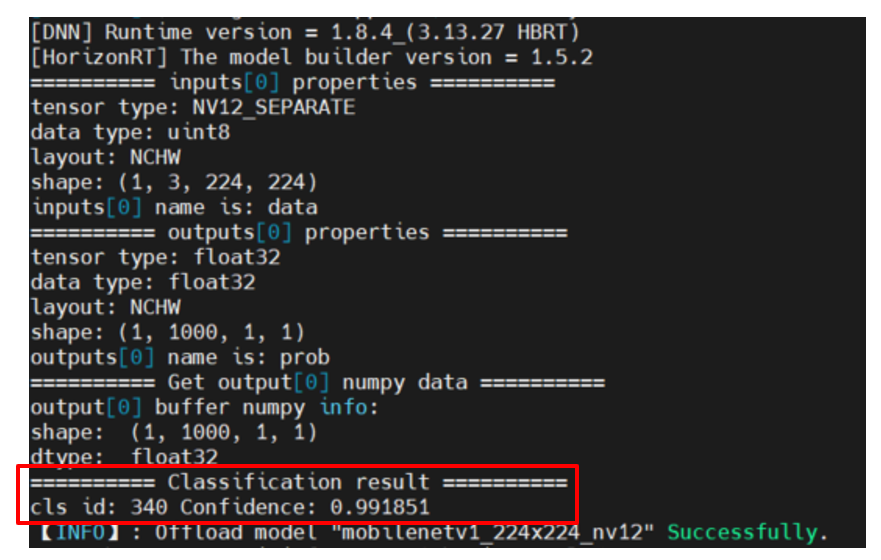 [DNN] Runtime version = 1.8.4_(3.13.27 HBRT)
[HorizonRT] The model builder version = 1.5.2
========== inputs[0] properties ==========
tensor type: NV12_SEPARATE
data type: uint8
layout: NCHW
shape: (1, 3, 224, 224)
inputs[0] name is: data
========== outputs[0] properties ==========
tensor type: float32
data type: float32
layout: NCHW
shape: (1, 1000, 1, 1)
outputs[0] name is: prob
========== Get output[0] numpy data ==========
output[0] buffer numpy info:
shape:  (1, 1000, 1, 1)
dtype:  float32
========== Classification result ==========
cls id: 340 Confidence: 0.991851
【INFO】: Offload model "mobilenetv1_224x224_nv12" Successfully.